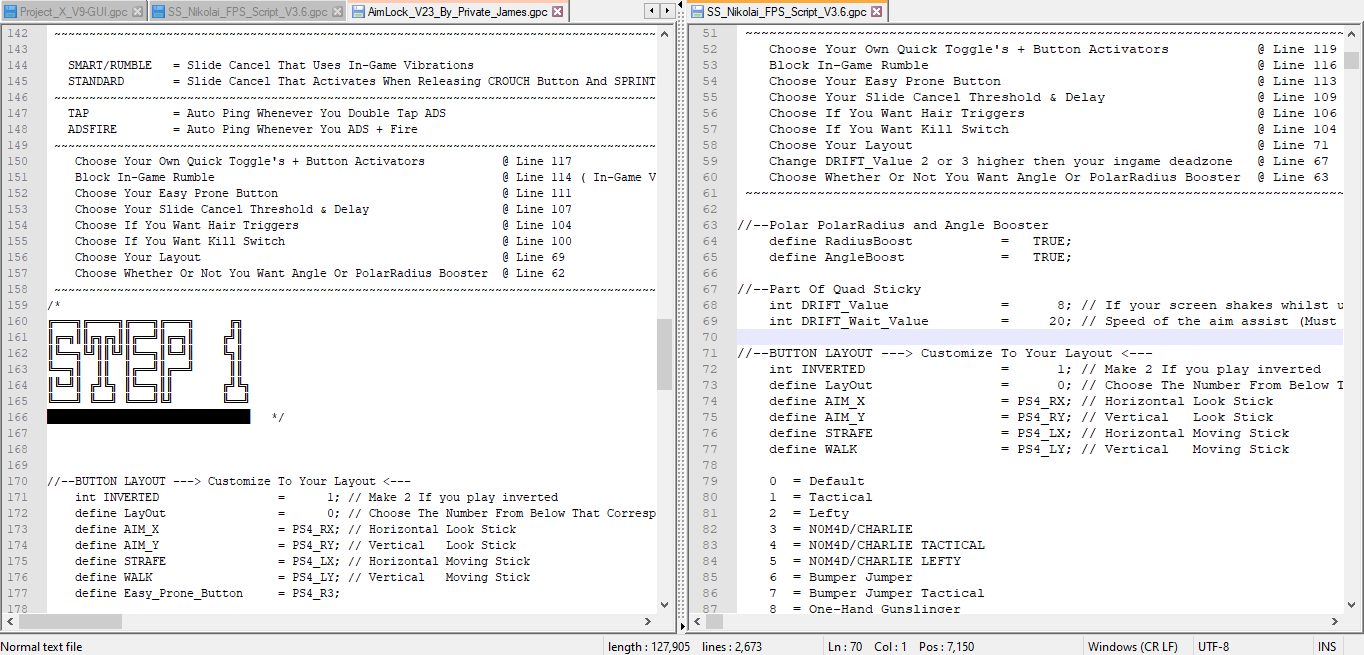 Project_X_V9-GUI.gpc
SS_Nikolai_FPS_Script_V3.6.gpc
AimLock_V23_By_Private_James.gpc
142 ~~~~~~~~~~~~~~~~~~~~~~~~~~~~~~~~~~~~~~~~~~~~~~~~~~~~~~~~~~~~~~~~~~~~~~~~~~~~~~~~~~~~~~
143
144 SMART/RUMBLE = Slide Cancel That Uses In-Game Vibrations
145 STANDARD = Slide Cancel That Activates When Releasing CROUCH Button And SPRINT
146 ~~~~~~~~~~~~~~~~~~~~~~~~~~~~~~~~~~~~~~~~~~~~~~~~~~~~~~~~~~~~~~~~~~~~~~~~~~~~~~~~~~~~~~
147 TAP = Auto Ping Whenever You Double Tap ADS
148 ADSFIRE = Auto Ping Whenever You ADS + Fire
149 ~~~~~~~~~~~~~~~~~~~~~~~~~~~~~~~~~~~~~~~~~~~~~~~~~~~~~~~~~~~~~~~~~~~~~~~~~~~~~~~~~~~~~~
150 Choose Your Own Quick Toggle's + Button Activators @ Line 117
151 Block In-Game Rumble @ Line 114 ( In-Game V
152 Choose Your Easy Prone Button @ Line 111
153 Choose Your Slide Cancel Threshold & Delay @ Line 107
154 Choose If You Want Hair Triggers @ Line 104
155 Choose If You Want Kill Switch @ Line 100
156 Choose Your Layout @ Line 69
157 Choose Whether Or Not You Want Angle Or PolarRadius Booster @ Line 62
158 ~~~~~~~~~~~~~~~~~~~~~~~~~~~~~~~~~~~~~~~~~~~~~~~~~~~~~~~~~~~~~~~~~~~~~~~~~~~~~~~~~~~~~~
159 /*
160
161
162 STEP 1
163
164
165
166 */
167
168
169
170 //--BUTTON LAYOUT ---> Customize To Your Layout <---
171 int INVERTED = 1; // Make 2 If you play inverted
172 define LayOut = 0; // Choose The Number From Below That Corresp
173 define AIM_X = PS4_RX; // Horizontal Look Stick
174 define AIM_Y = PS4_RY; // Vertical Look Stick
175 define STRAFE = PS4_LX; // Horizontal Moving Stick
176 define WALK = PS4_LY; // Vertical Moving Stick
177 define Easy_Prone_Button = PS4_R3;
178
SS_Nikolai_FPS_Script_V3.6.gpc
51 ~~~~~~~~~~~~~~~~~~~~~~~~~~~~~~~~~~~~~~~~~~~~~~~~~~~~~~~~~~~~~~~~~~~~~~~~~~~
52 Choose Your Own Quick Toggle's + Button Activators @ Line 119
53 Block In-Game Rumble @ Line 116
54 Choose Your Easy Prone Button @ Line 113
55 Choose Your Slide Cancel Threshold & Delay @ Line 109
56 Choose If You Want Hair Triggers @ Line 106
57 Choose If You Want Kill Switch @ Line 104
58 Choose Your Layout @ Line 71
59 Change DRIFT_Value 2 or 3 higher then your ingame deadzone @ Line 67
60 Choose Whether Or Not You Want Angle Or PolarRadius Booster @ Line 63
61 ~~~~~~~~~~~~~~~~~~~~~~~~~~~~~~~~~~~~~~~~~~~~~~~~~~~~~~~~~~~~~~~~~~~~~~~~~~~
62
63 //--Polar PolarRadius and Angle Booster
64 define RadiusBoost = TRUE;
65 define AngleBoost = TRUE;
66
67 //--Part Of Quad Sticky
68 int DRIFT_Value = 8; // If your screen shakes whilst u
69 int DRIFT_Wait_Value = 20; // Speed of the aim assist (Must
70
71 //--BUTTON LAYOUT ---> Customize To Your Layout <---
72 int INVERTED = 1; // Make 2 If you play inverted
73 define LayOut = 0; // Choose The Number From Below T
74 define AIM_X = PS4_RX; // Horizontal Look Stick
75 define AIM_Y = PS4_RY; // Vertical Look Stick
76 define STRAFE = PS4_LX; // Horizontal Moving Stick
77 define WALK = PS4_LY; // Vertical Moving Stick
78
79 0 = Default
80 1 = Tactical
81 2 = Lefty
82 3 = N0M4D/CHARLIE
83 4 = N0M4D/CHARLIE TACTICAL
84 5 = N0M4D/CHARLIE LEFTY
85 6 = Bumper Jumper
86 7 = Bumper Jumper Tactical
87 8 = One-Hand Gunslinger
Normal text file
length : 127,905 lines : 2,673
Ln : 70 Col : 1 Pos : 7,150
Windows (CR LF)
UTF-8
INS